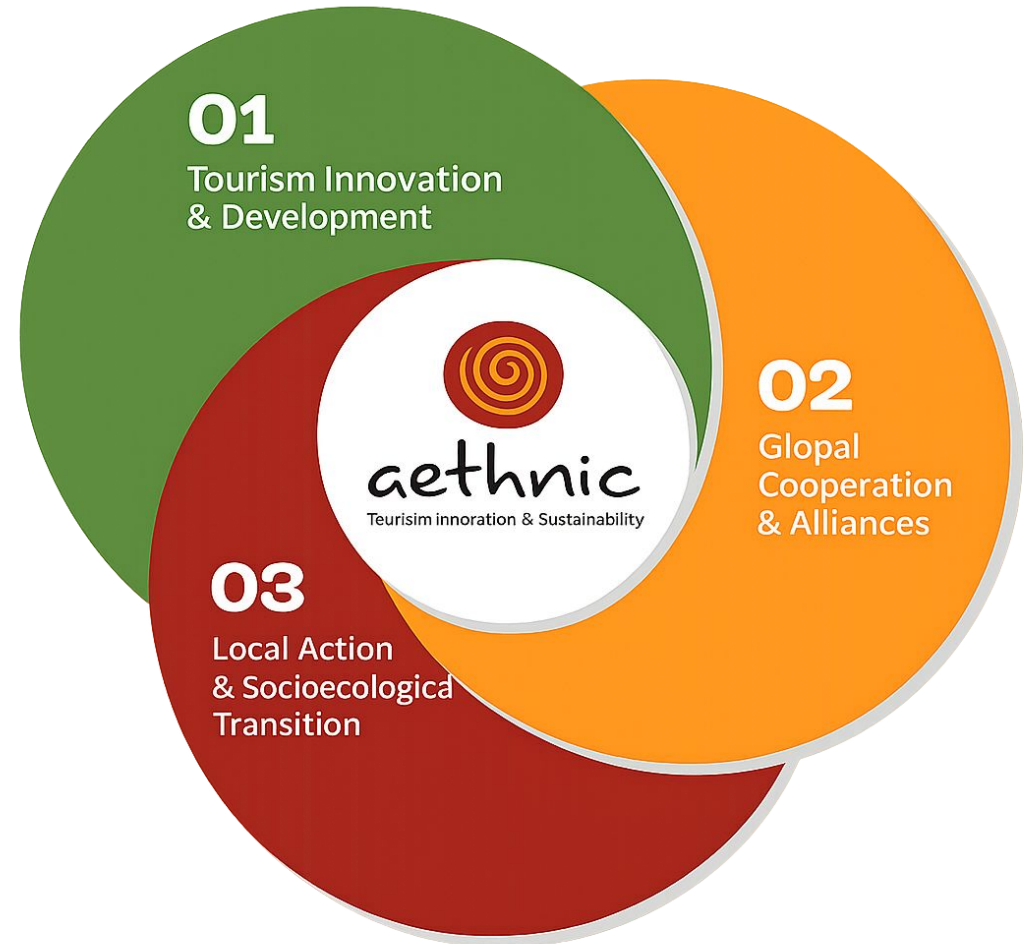 01
Tourism Innovation
& Development
02
Glopal
Cooperation
& Alliances
aethnic
Teurisim innoration & Sustainability
03
Local Action
& Socioecologica
Transition